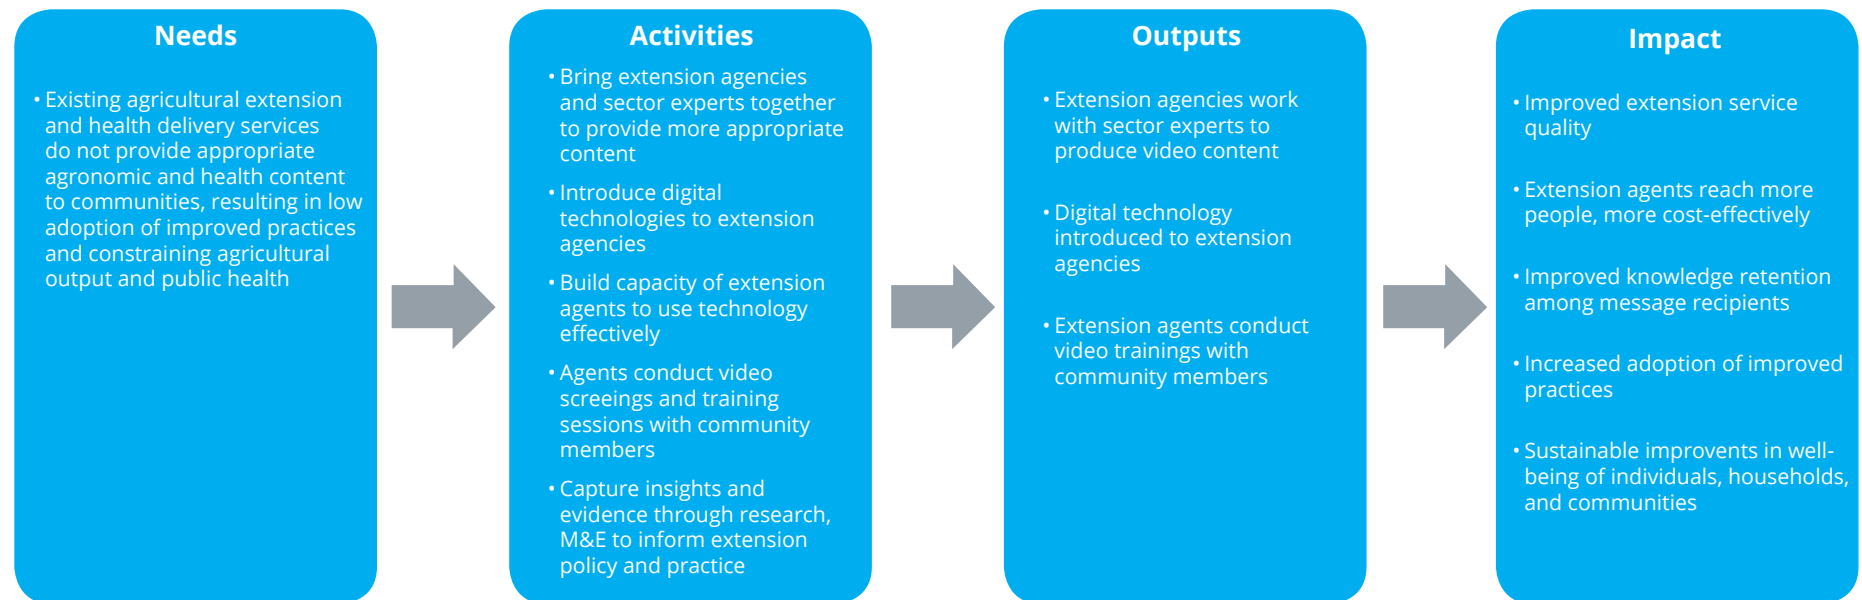 Needs
• Existing agricultural extension
and health delivery services
do not provide appropriate
agronomic and health content
to communities, resulting in low
adoption of improved practices
and constraining agricultural
output and public health
Activities
• Bring extension agencies
and sector experts together
to provide more appropriate
content
• Introduce digital
technologies to extension
agencies
• Build capacity of extension
agents to use technology
effectively
• Agents conduct video
screeings and training
sessions with community
members
• Capture insights and
evidence through research,
M&E to inform extension
policy and practice
Outputs
• Extension agencies work
with sector experts to
produce video content
• Digital technology
introduced to extension
agencies
• Extension agents conduct
video trainings with
community members
Impact
• Improved extension service
quality
• Extension agents reach more
people, more cost-effectively
• Improved knowledge retention
among message recipients
• Increased adoption of improved
practices
• Sustainable improvents in well-
being of individuals, households,
and communities